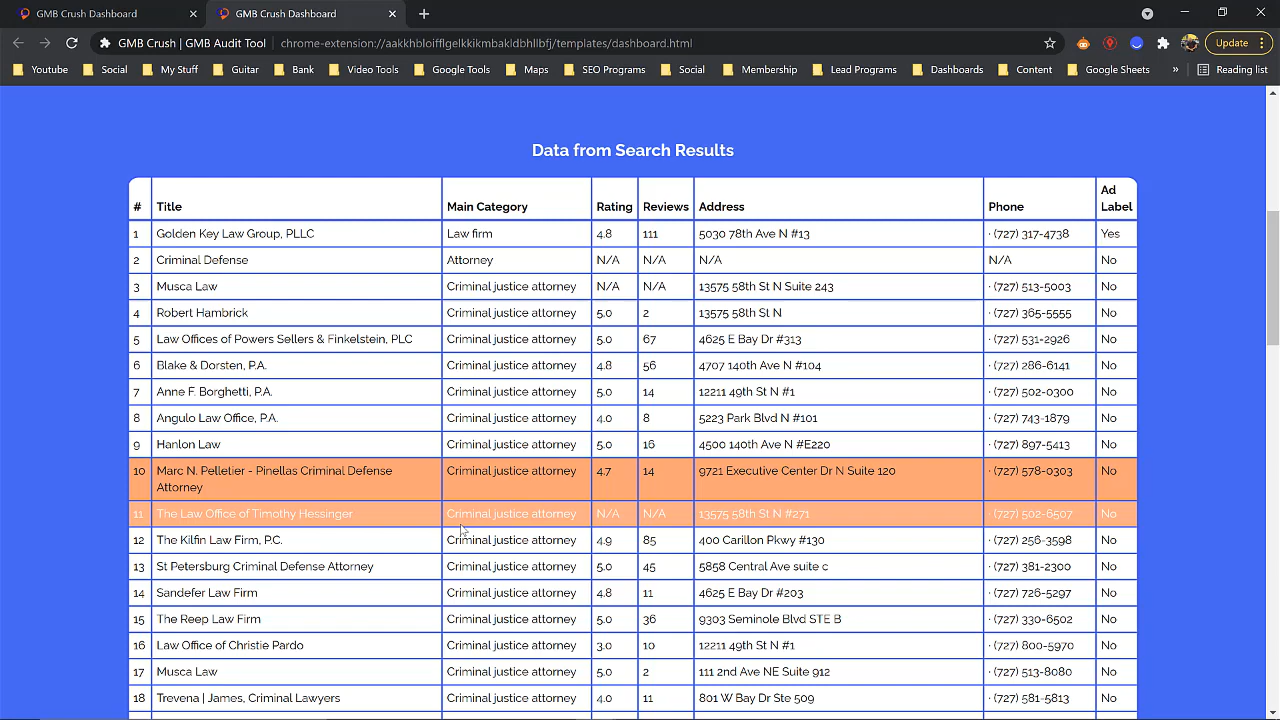 GMB Crush Dashboard
GMB Crush Dashboard
GMB Crush | GMB Audit Tool chrome-extension://aakkhbloifflgelkkikmbakldbhllbfj/templates/dashboard.html Update
Youtube Social My Stuff Guitar Bank Video Tools Google Tools Maps SEO Programs Social Membership Lead Programs Dashboards Content Google Sheets » Reading list
Data from Search Results
# Title Main Category Rating Reviews Address Phone Ad Label
1 Golden Key Law Group, PLLC Law firm 4.8 111 5030 78th Ave N #13 · (727) 317-4738 Yes
2 Criminal Defense Attorney N/A N/A N/A N/A No
3 Musca Law Criminal justice attorney N/A N/A 13575 58th St N Suite 243 · (727) 513-5003 No
4 Robert Hambrick Criminal justice attorney 5.0 2 13575 58th St N · (727) 365-5555 No
5 Law Offices of Powers Sellers & Finkelstein, PLC Criminal justice attorney 5.0 67 4625 E Bay Dr #313 · (727) 531-2926 No
6 Blake & Dorsten, P.A. Criminal justice attorney 4.8 56 4707 140th Ave N #104 · (727) 286-6141 No
7 Anne F. Borghetti, P.A. Criminal justice attorney 5.0 14 12211 49th St N #1 · (727) 502-0300 No
8 Angulo Law Office, P.A. Criminal justice attorney 4.0 8 5223 Park Blvd N #101 · (727) 743-1879 No
9 Hanlon Law Criminal justice attorney 5.0 16 4500 140th Ave N #E220 · (727) 897-5413 No
10 Marc N. Pelletier - Pinellas Criminal Defense Attorney Criminal justice attorney 4.7 14 9721 Executive Center Dr N Suite 120 · (727) 578-0303 No
11 The Law Office of Timothy Hessinger Criminal justice attorney N/A N/A 13575 58th St N #271 · (727) 502-6507 No
12 The Kilfin Law Firm, P.C. Criminal justice attorney 4.9 85 400 Carillon Pkwy #130 · (727) 256-3598 No
13 St Petersburg Criminal Defense Attorney Criminal justice attorney 5.0 45 5858 Central Ave suite c · (727) 381-2300 No
14 Sandefer Law Firm Criminal justice attorney 4.8 11 4625 E Bay Dr #203 · (727) 726-5297 No
15 The Reep Law Firm Criminal justice attorney 5.0 36 9303 Seminole Blvd STE B · (727) 330-6502 No
16 Law Office of Christie Pardo Criminal justice attorney 3.0 10 12211 49th St N #1 · (727) 800-5970 No
17 Musca Law Criminal justice attorney 5.0 2 111 2nd Ave NE Suite 912 · (727) 513-8080 No
18 Trevena | James, Criminal Lawyers Criminal justice attorney 4.0 11 801 W Bay Dr Ste 509 · (727) 581-5813 No